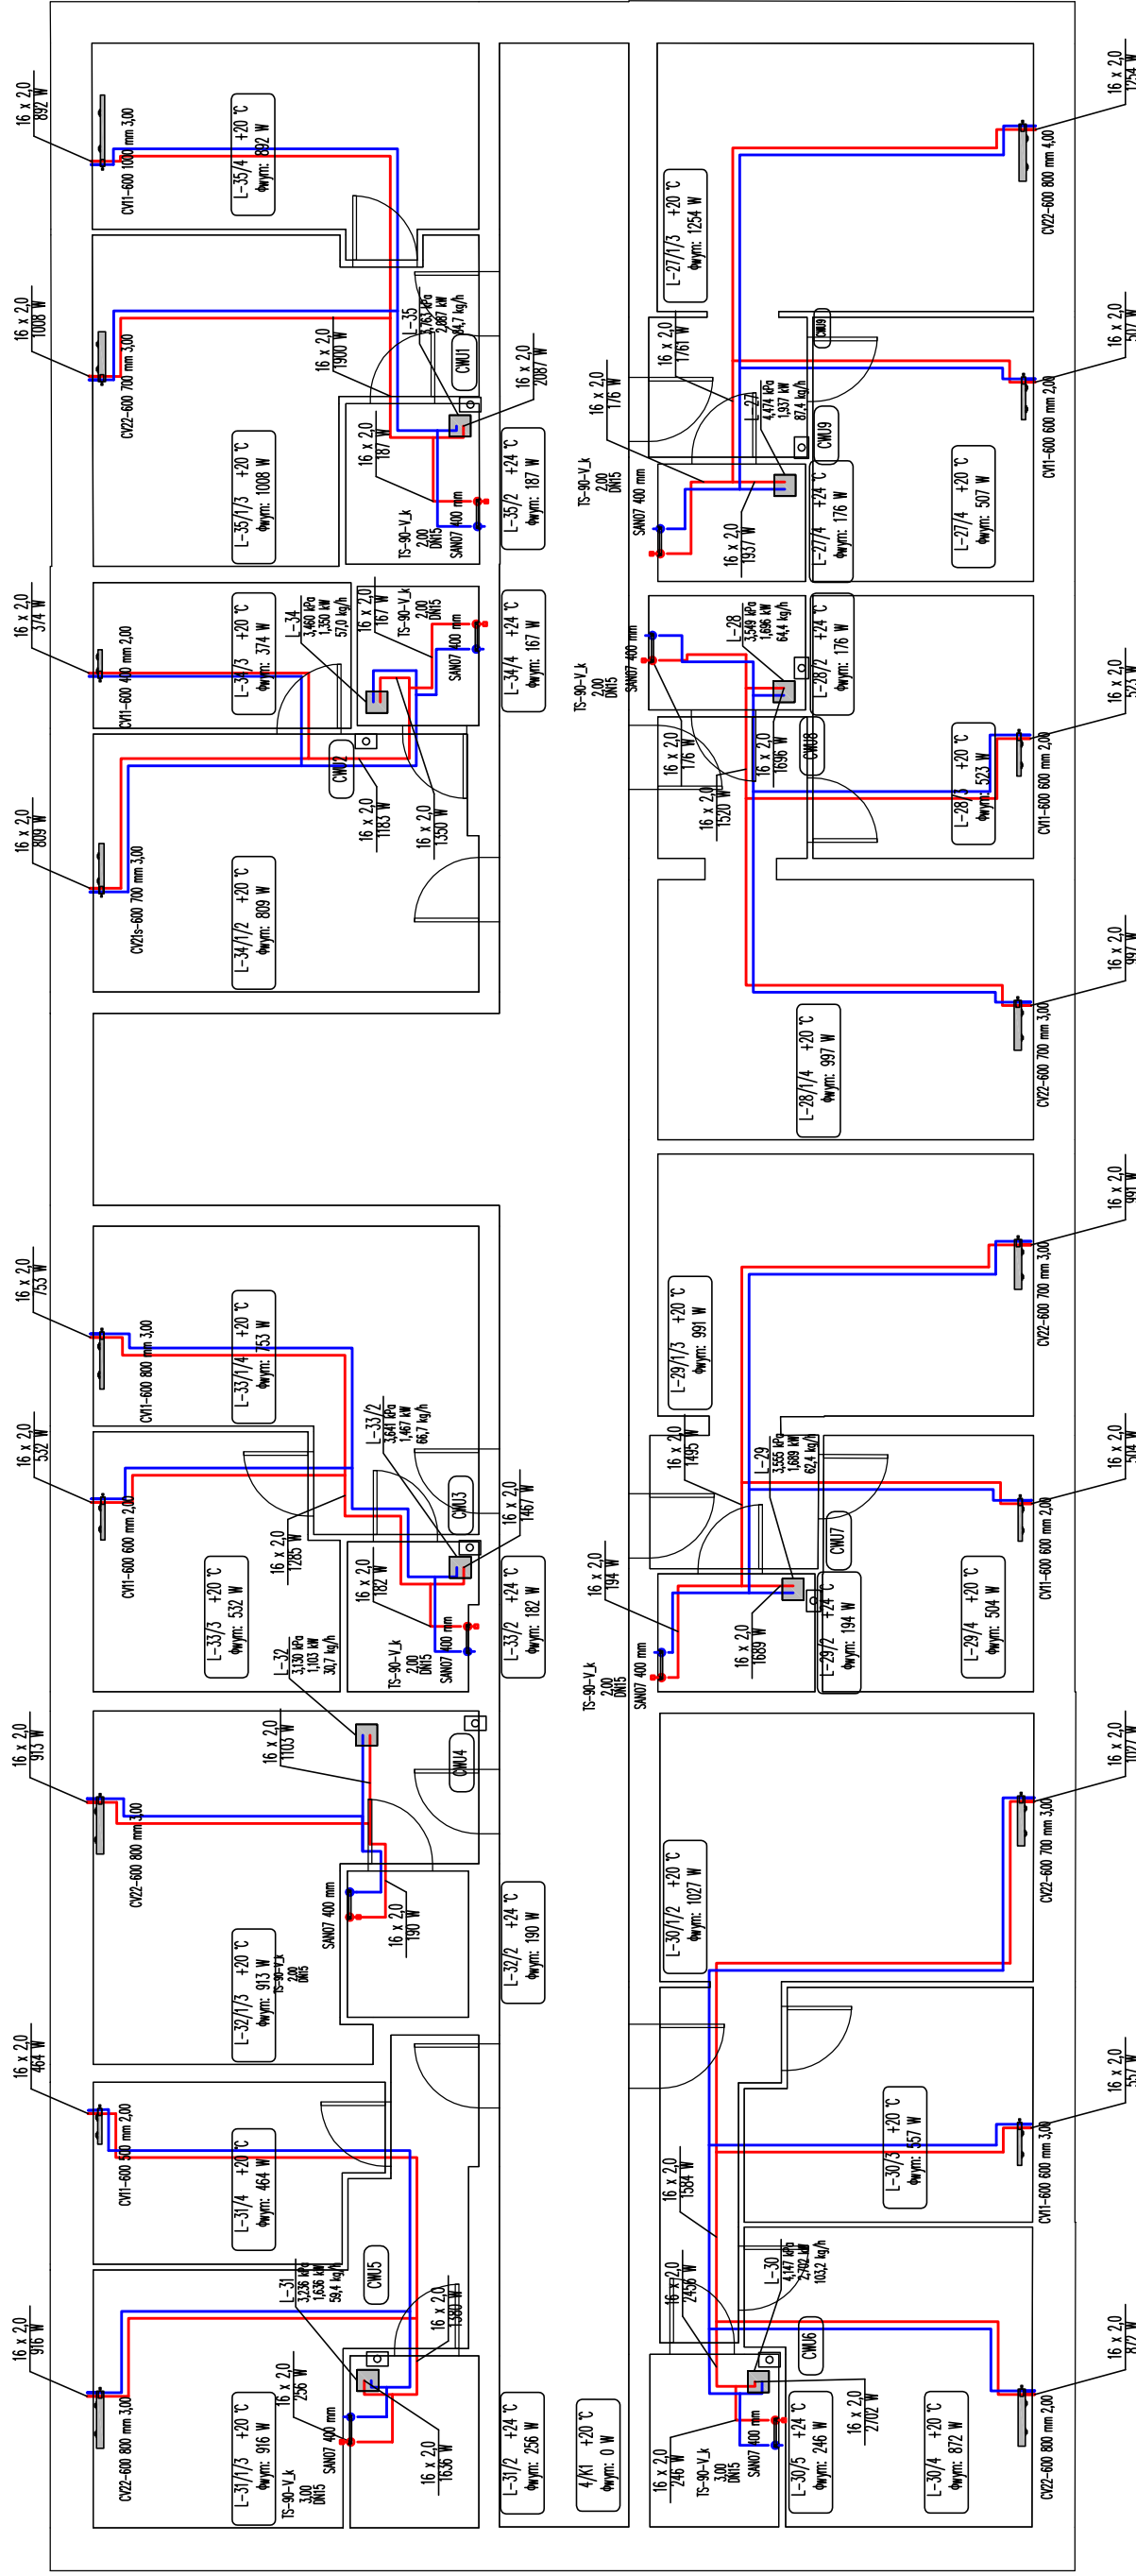 16 x 2,0
892 W
CV11-600 1000 mm 3,00
L-35/4 +20 °C
Φwym: 892 W
16 x 2,0
1008 W
CV22-600 700 mm 3,00
L-35/1/3 +20 °C
Φwym: 1008 W
16 x 2,0
1900 W
L-35
3,763 kPa
2,087 kW
84,7 kg/h
CWU1
16 x 2,0
2087 W
16 x 2,0
187 W
TS-90-V_k
2,00
DN15
SAN07 400 mm
L-35/2 +24 °C
Φwym: 187 W
16 x 2,0
374 W
CV11-600 400 mm 2,00
L-34/3 +20 °C
Φwym: 374 W
L-34
3,460 kPa
1,350 kW
57,0 kg/h
16 x 2,0
167 W
TS-90-V_k
2,00
DN15
SAN07 400 mm
L-34/4 +24 °C
Φwym: 167 W
CWU2
16 x 2,0
1183 W
16 x 2,0
1350 W
16 x 2,0
809 W
CV21s-600 700 mm 3,00
L-34/1/2 +20 °C
Φwym: 809 W
16 x 2,0
753 W
CV11-600 800 mm 3,00
L-33/1/4 +20 °C
Φwym: 753 W
16 x 2,0
532 W
CV11-600 600 mm 2,00
L-33/3 +20 °C
Φwym: 532 W
16 x 2,0
1285 W
L-33/2
3,641 kPa
1,467 kW
66,7 kg/h
CWU3
16 x 2,0
1467 W
16 x 2,0
182 W
TS-90-V_k
2,00
DN15
SAN07 400 mm
L-33/2 +24 °C
Φwym: 182 W
L-32
3,130 kPa
1,103 kW
30,7 kg/h
16 x 2,0
913 W
CV22-600 800 mm 3,00
16 x 2,0
1103 W
CWU4
L-32/1/3 +20 °C
Φwym: 913 W
TS-90-V_k
2,00
DN15
SAN07 400 mm
16 x 2,0
190 W
L-32/2 +24 °C
Φwym: 190 W
16 x 2,0
464 W
CV11-600 500 mm 2,00
L-31/4 +20 °C
Φwym: 464 W
L-31
3,236 kPa
1,636 kW
59,4 kg/h
CWU5
16 x 2,0
1380 W
16 x 2,0
916 W
CV22-600 800 mm 3,00
L-31/1/3 +20 °C
Φwym: 916 W
16 x 2,0
256 W
TS-90-V_k
3,00
DN15
SAN07 400 mm
16 x 2,0
1636 W
L-31/2 +24 °C
Φwym: 256 W
4/K1 +20 °C
Φwym: 0 W
16 x 2,0
1254 W
CV22-600 800 mm 4,00
L-27/1/3 +20 °C
Φwym: 1254 W
16 x 2,0
1761 W
16 x 2,0
176 W
CWU9
L-27
4,474 kPa
1,937 kW
87,4 kg/h
CWU9
TS-90-V_k
2,00
DN15
SAN07 400 mm
16 x 2,0
1937 W
L-27/4 +24 °C
Φwym: 176 W
L-27/4 +20 °C
Φwym: 507 W
CV11-600 600 mm 2,00
16 x 2,0
507 W
L-28
3,549 kPa
1,696 kW
64,4 kg/h
L-28/2 +24 °C
Φwym: 176 W
TS-90-V_k
2,00
DN15
SAN07 400 mm
16 x 2,0
176 W
16 x 2,0
1696 W
CWU8
16 x 2,0
1520 W
L-28/3 +20 °C
Φwym: 523 W
CV11-600 600 mm 2,00
16 x 2,0
523 W
L-28/1/4 +20 °C
Φwym: 997 W
CV22-600 700 mm 3,00
16 x 2,0
997 W
16 x 2,0
991 W
CV22-600 700 mm 3,00
L-29/1/3 +20 °C
Φwym: 991 W
16 x 2,0
1495 W
L-29
3,555 kPa
1,689 kW
62,4 kg/h
CWU7
16 x 2,0
194 W
16 x 2,0
1689 W
TS-90-V_k
2,00
DN15
SAN07 400 mm
L-29/2 +24 °C
Φwym: 194 W
L-29/4 +20 °C
Φwym: 504 W
CV11-600 600 mm 2,00
16 x 2,0
504 W
16 x 2,0
1027 W
CV22-600 700 mm 3,00
L-30/1/2 +20 °C
Φwym: 1027 W
L-30/3 +20 °C
Φwym: 557 W
CV11-600 600 mm 3,00
16 x 2,0
557 W
16 x 2,0
1584 W
16 x 2,0
2456 W
L-30
4,147 kPa
2,702 kW
103,2 kg/h
CWU6
16 x 2,0
2702 W
16 x 2,0
246 W
TS-90-V_k
3,00
DN15
SAN07 400 mm
L-30/5 +24 °C
Φwym: 246 W
L-30/4 +20 °C
Φwym: 872 W
CV22-600 800 mm 2,00
16 x 2,0
872 W